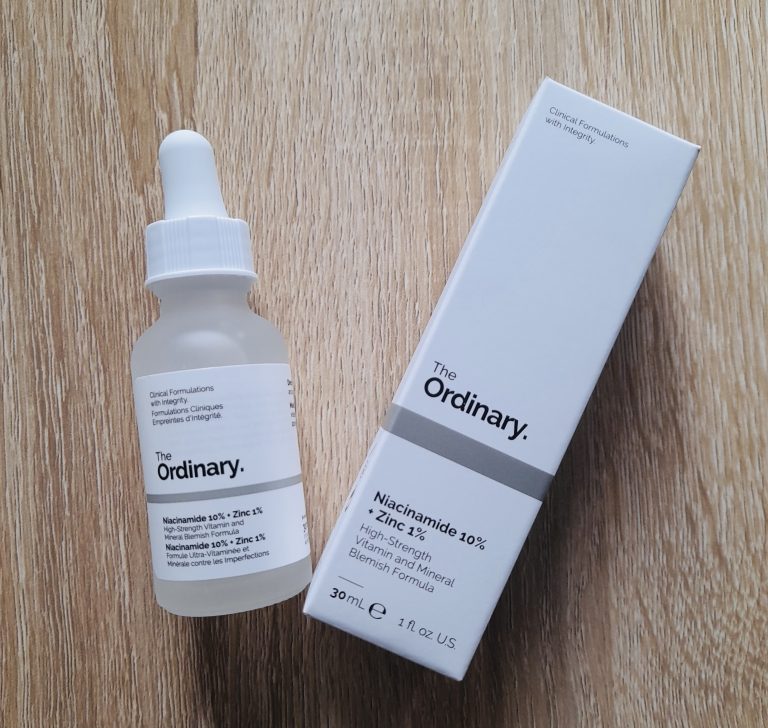 Clinical Formulations
with Integrity.
Formulations Cliniques
Empreintes d'Intégrité.
The
Ordinary.
Niacinamide 10% + Zinc 1%
High-Strength Vitamin and
Mineral Blemish Formula
Niacinamide 10% + Zinc 1%
Formule Ultra-Vitaminée et
Minérale contre les Imperfections
Clinical Formulations
with Integrity.
The
Ordinary.
Niacinamide 10%
+ Zinc 1%
High-Strength
Vitamin and Mineral
Blemish Formula
30 mL ℮ 1 fl oz. U.S.